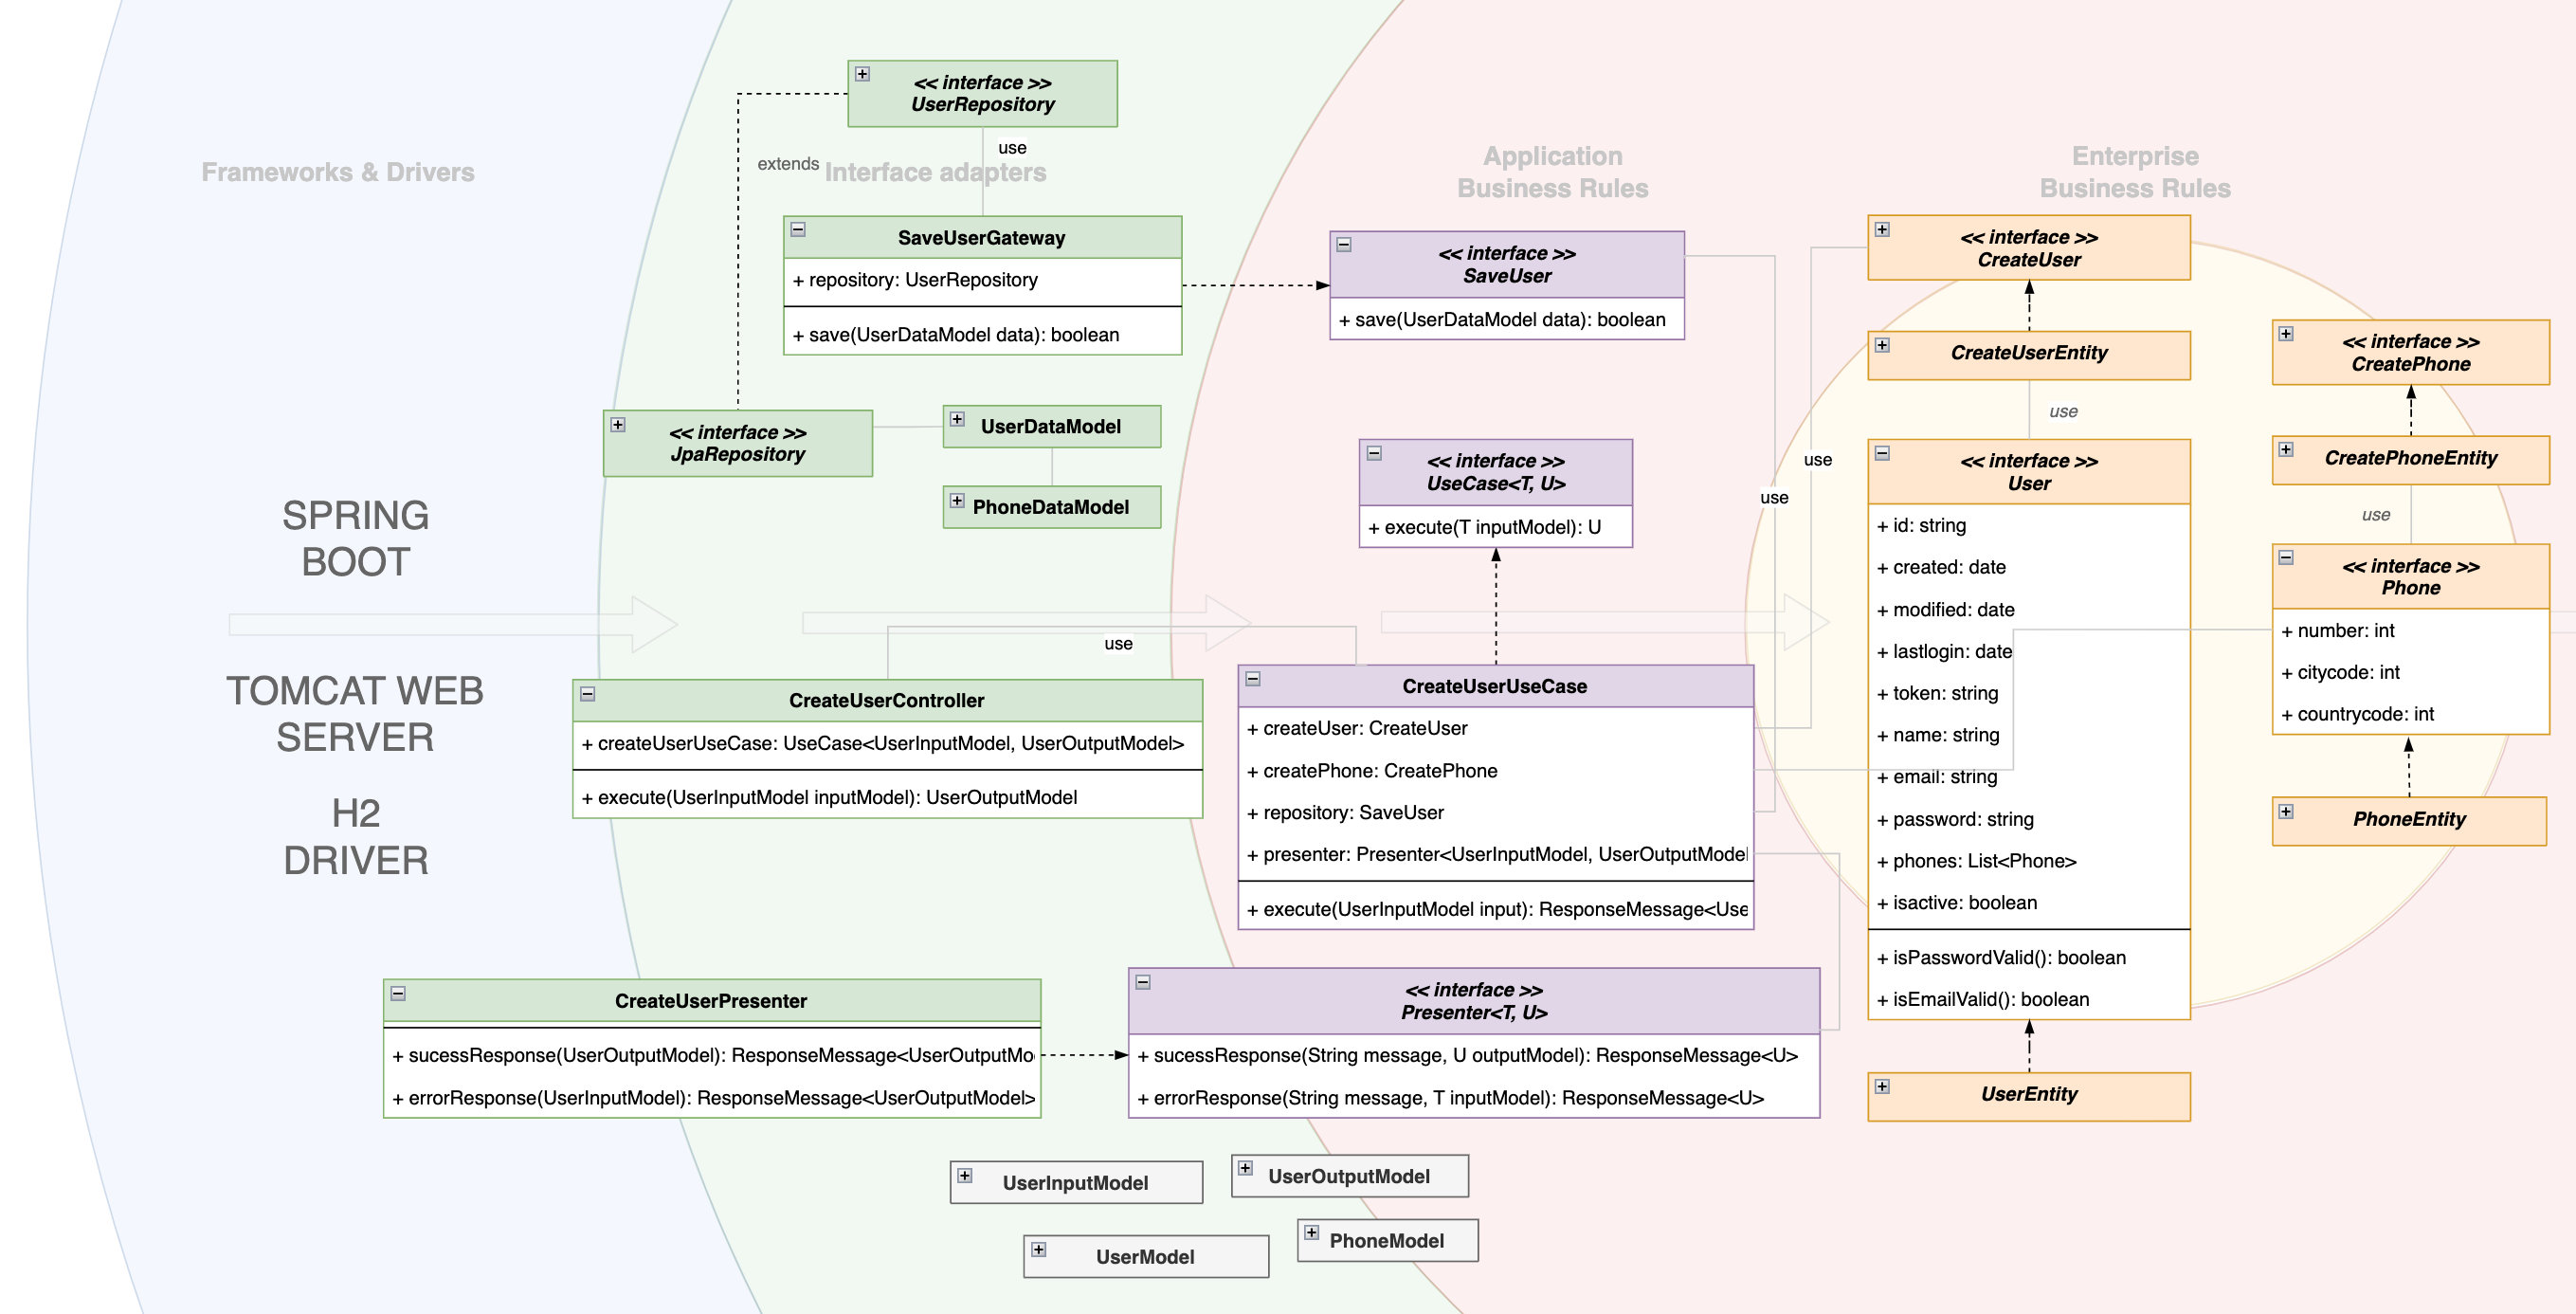 Frameworks & Drivers
SPRING
BOOT
TOMCAT WEB
SERVER
H2
DRIVER
Interface adapters
<< interface >>
UserRepository
use
extends
SaveUserGateway
+ repository: UserRepository
+ save(UserDataModel data): boolean
<< interface >>
JpaRepository
UserDataModel
PhoneDataModel
use
CreateUserController
+ createUserUseCase: UseCase<UserInputModel, UserOutputModel>
+ execute(UserInputModel inputModel): UserOutputModel
CreateUserPresenter
+ sucessResponse(UserOutputModel): ResponseMessage<UserOutputMo
+ errorResponse(UserInputModel): ResponseMessage<UserOutputModel>
Application
Business Rules
<< interface >>
SaveUser
+ save(UserDataModel data): boolean
<< interface >>
UseCase<T, U>
+ execute(T inputModel): U
use
use
CreateUserUseCase
+ createUser: CreateUser
+ createPhone: CreatePhone
+ repository: SaveUser
+ presenter: Presenter<UserInputModel, UserOutputModel
+ execute(UserInputModel input): ResponseMessage<Use
<< interface >>
Presenter<T, U>
+ sucessResponse(String message, U outputModel): ResponseMessage<U>
+ errorResponse(String message, T inputModel): ResponseMessage<U>
UserInputModel
UserOutputModel
UserModel
PhoneModel
Enterprise
Business Rules
<< interface >>
CreateUser
CreateUserEntity
use
<< interface >>
User
+ id: string
+ created: date
+ modified: date
+ lastlogin: date
+ token: string
+ name: string
+ email: string
+ password: string
+ phones: List<Phone>
+ isactive: boolean
+ isPasswordValid(): boolean
+ isEmailValid(): boolean
UserEntity
<< interface >>
CreatePhone
CreatePhoneEntity
use
<< interface >>
Phone
+ number: int
+ citycode: int
+ countrycode: int
PhoneEntity